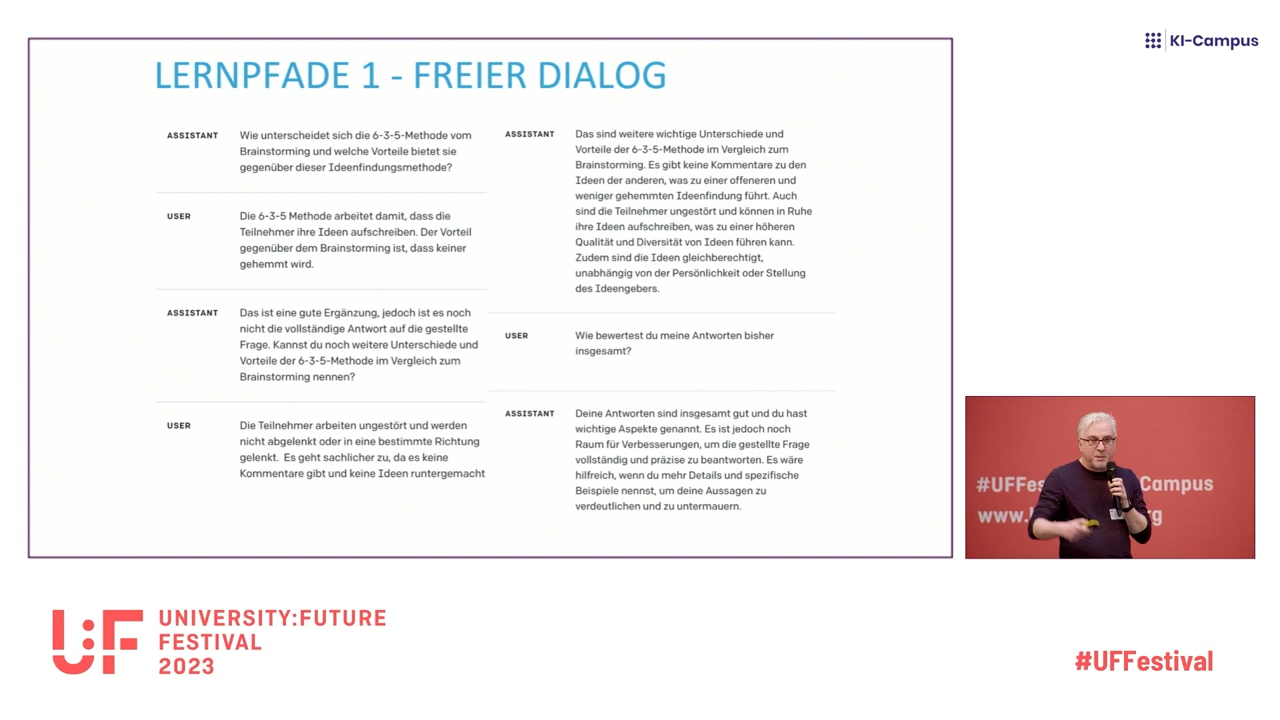 KI-Campus
LERNPFADE 1 - FREIER DIALOG
ASSISTANT
Wie unterscheidet sich die 6-3-5-Methode vom
Brainstorming und welche Vorteile bietet sie
gegenüber dieser Ideenfindungsmethode?
USER
Die 6-3-5 Methode arbeitet damit, dass die
Teilnehmer ihre Ideen aufschreiben. Der Vorteil
gegenüber dem Brainstorming ist, dass keiner
gehemmt wird.
ASSISTANT
Das ist eine gute Ergänzung, jedoch ist es noch
nicht die vollständige Antwort auf die gestellte
Frage. Kannst du noch weitere Unterschiede und
Vorteile der 6-3-5-Methode im Vergleich zum
Brainstorming nennen?
USER
Die Teilnehmer arbeiten ungestört und werden
nicht abgelenkt oder in eine bestimmte Richtung
gelenkt. Es geht sachlicher zu, da es keine
Kommentare gibt und keine Ideen runtergemacht
ASSISTANT
Das sind weitere wichtige Unterschiede und
Vorteile der 6-3-5-Methode im Vergleich zum
Brainstorming. Es gibt keine Kommentare zu den
Ideen der anderen, was zu einer offeneren und
weniger gehemmten Ideenfindung führt. Auch
sind die Teilnehmer ungestört und können in Ruhe
ihre Ideen aufschreiben, was zu einer höheren
Qualität und Diversität von Ideen führen kann.
Zudem sind die Ideen gleichberechtigt,
unabhängig von der Persönlichkeit oder Stellung
des Ideengebers.
USER
Wie bewertest du meine Antworten bisher
insgesamt?
ASSISTANT
Deine Antworten sind insgesamt gut und du hast
wichtige Aspekte genannt. Es ist jedoch noch
Raum für Verbesserungen, um die gestellte Frage
vollständig und präzise zu beantworten. Es wäre
hilfreich, wenn du mehr Details und spezifische
Beispiele nennst, um deine Aussagen zu
verdeutlichen und zu untermauern.
#UFFes Campus
www. rg
U:F
UNIVERSITY:FUTURE
FESTIVAL
2023
#UFFestival